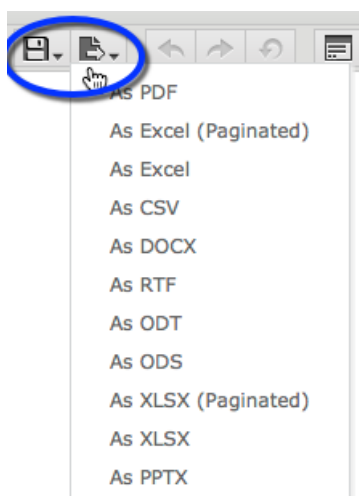 As PDF
As Excel (Paginated)
As Excel
As CSV
As DOCX
As RTF
As ODT
As ODS
As XLSX (Paginated)
As XLSX
As PPTX